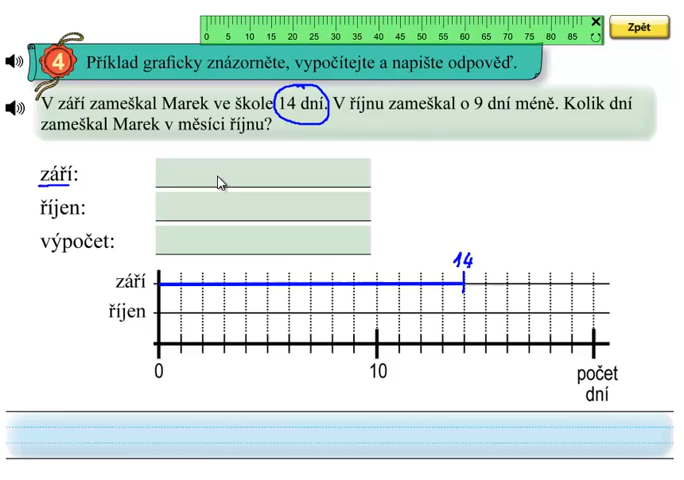 0 5 10 15 20 25 30 35 40 45 50 55 60 65 70 75 80 85
Zpět
4 Příklad graficky znázorněte, vypočítejte a napište odpověď.
V září zameškal Marek ve škole 14 dní. V říjnu zameškal o 9 dní méně. Kolik dní
zameškal Marek v měsíci říjnu?
září:
říjen:
výpočet:
14
září
říjen
0 10 počet
dní